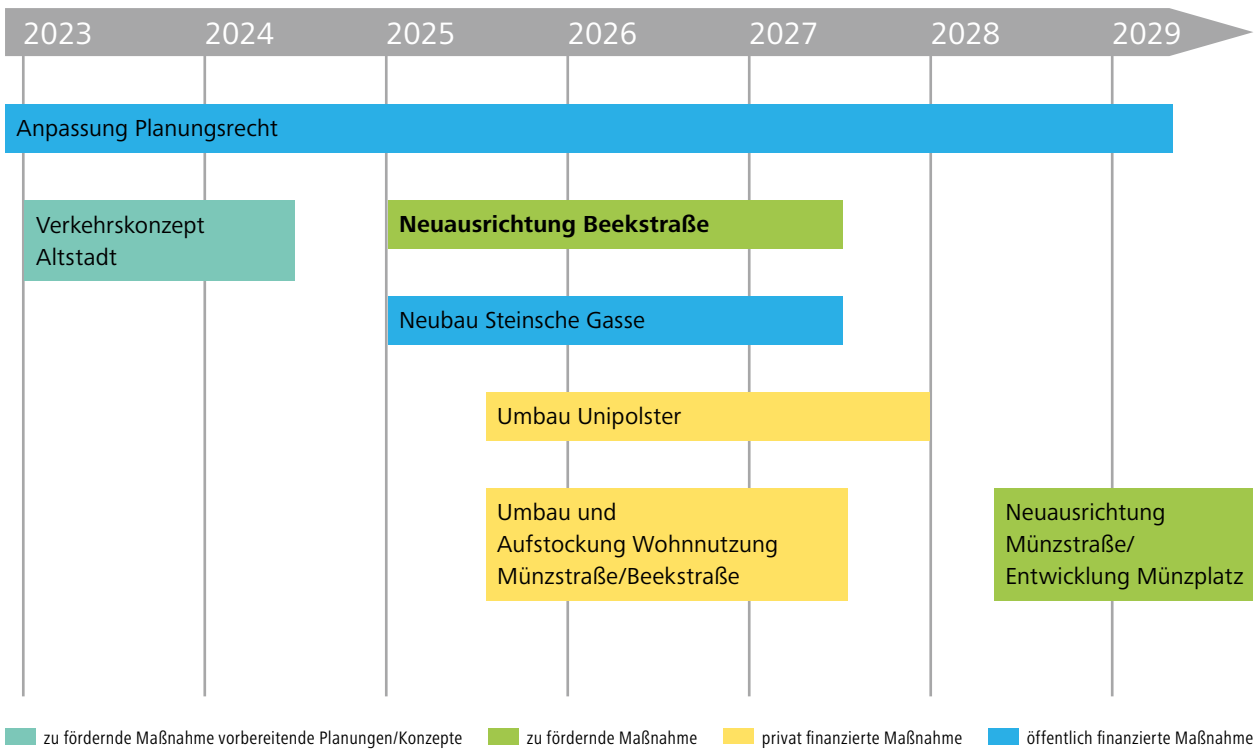 2023 2024 2025 2026 2027 2028 2029
Anpassung Planungsrecht
Verkehrskonzept
Altstadt
Neuausrichtung Beekstraße
Neubau Steinsche Gasse
Umbau Unipolster
Umbau und
Aufstockung Wohnnutzung
Münzstraße/Beekstraße
Neuausrichtung
Münzstraße/
Entwicklung Münzplatz
zu fördernde Maßnahme vorbereitende Planungen/Konzepte zu fördernde Maßnahme privat finanzierte Maßnahme öffentlich finanzierte Maßnahme